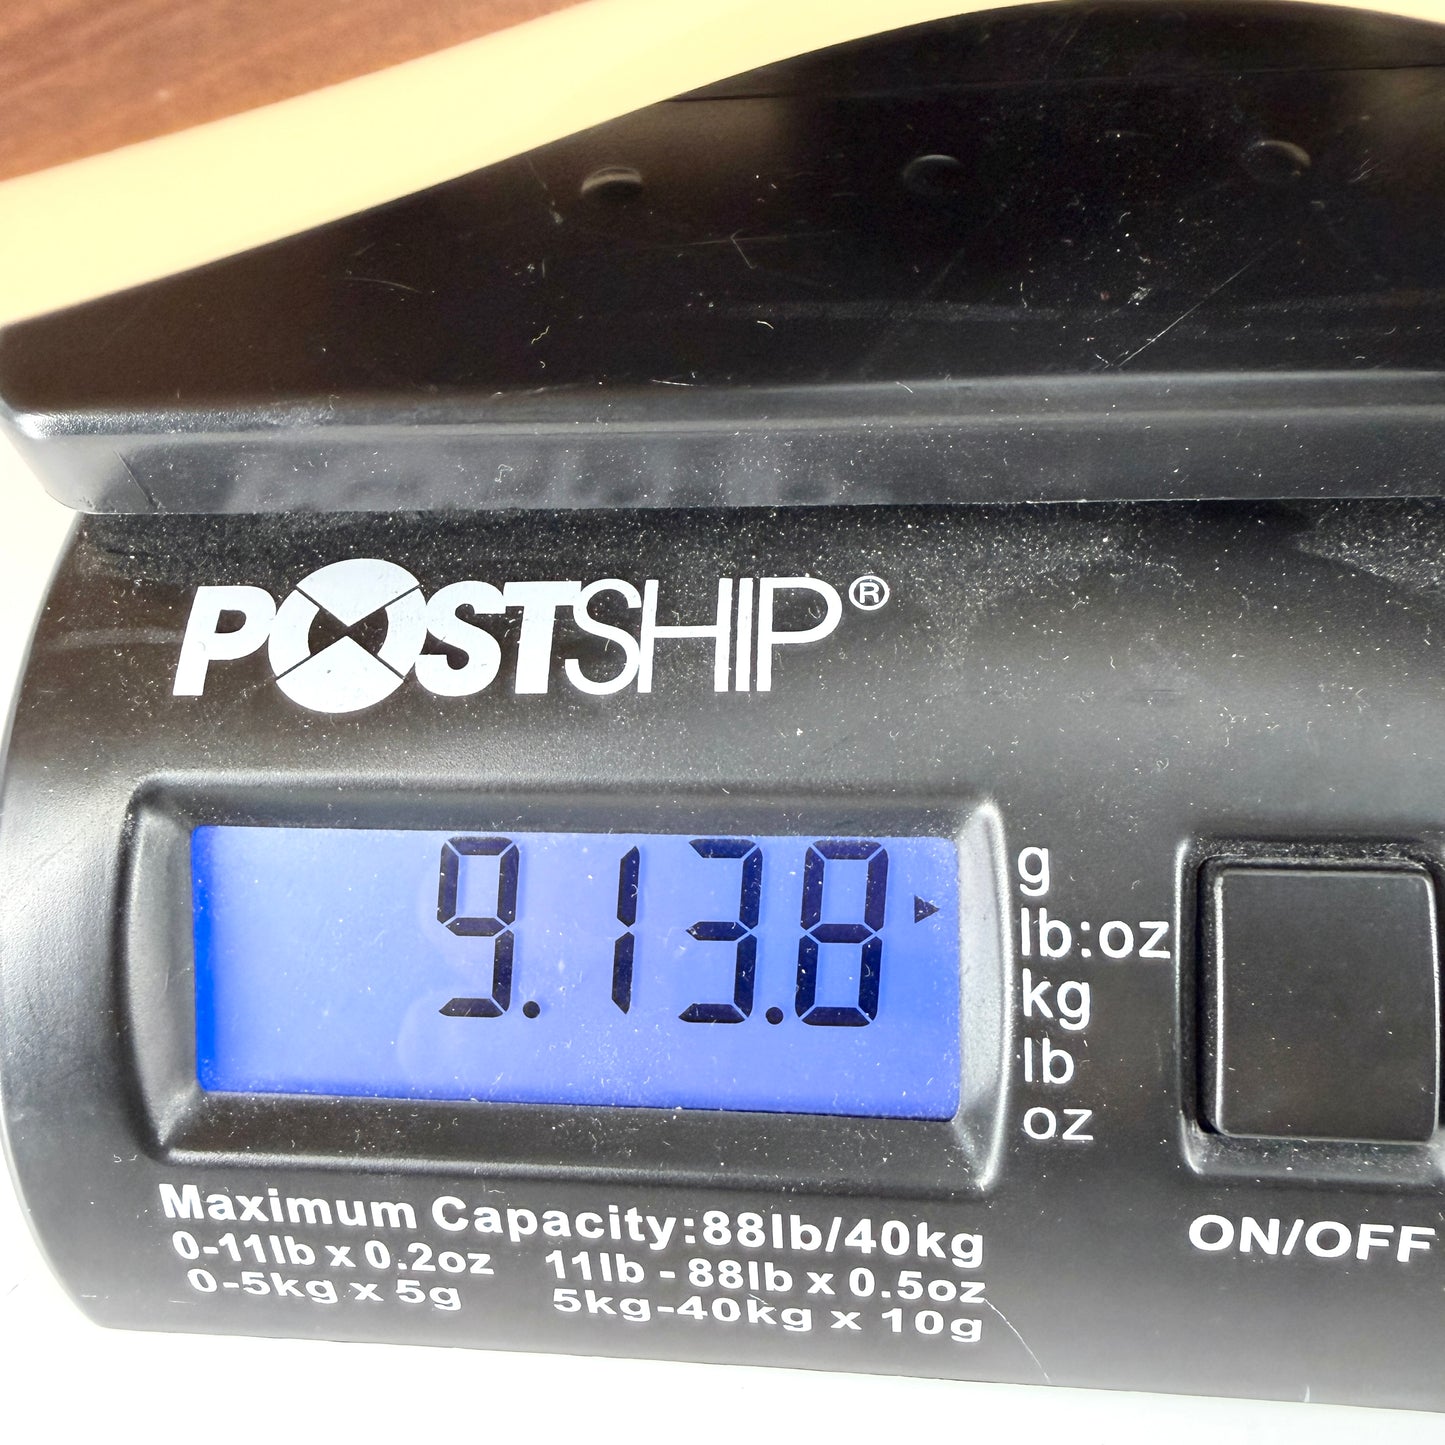 POSTSHIP®
9.13.8
g
lb:oz
kg
lb
oz
Maximum Capacity:88lb/40kg
0-11lb x 0.2oz 11lb - 88lb x 0.5oz
0-5kg x 5g 5kg-40kg x 10g
ON/OFF